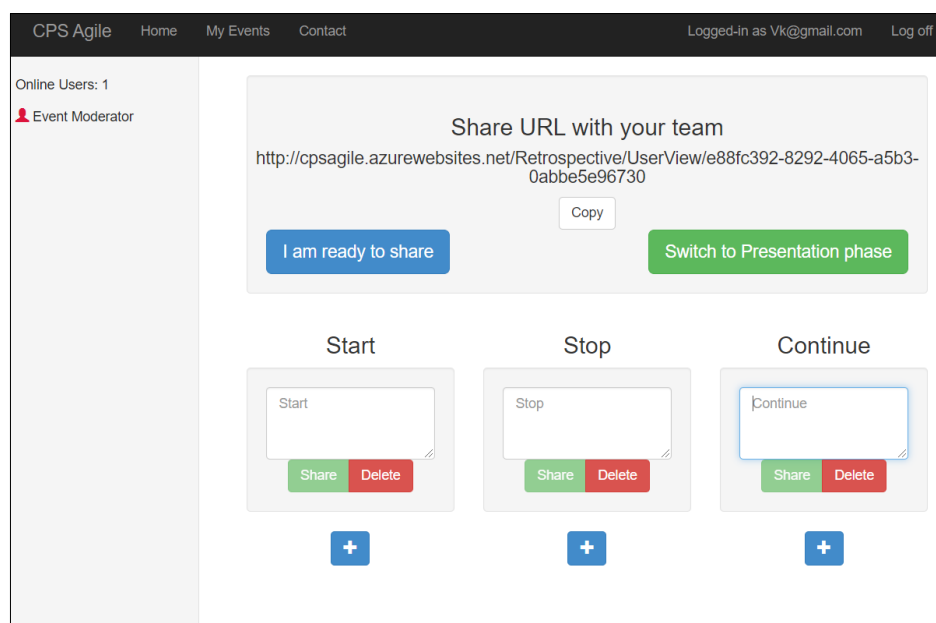 CPS Agile Home My Events Contact Logged-in as Vk@gmail.com Log off
Online Users: 1
Event Moderator
Share URL with your team
http://cpsagile.azurewebsites.net/Retrospective/UserView/e88fc392-8292-4065-a5b3-
0abbe5e96730
Copy
I am ready to share Switch to Presentation phase
Start Stop Continue
Start Stop Continue
Share Delete Share Delete Share Delete
+ + +